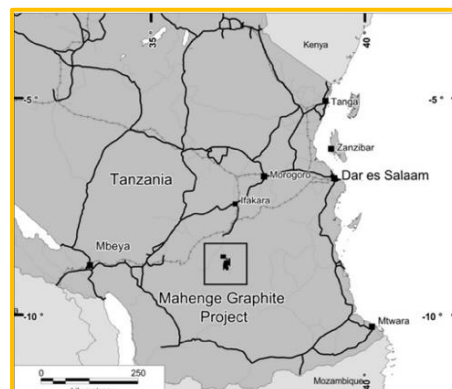 35°
40°
Kenya
-5°
-5°
Tanga
Zanzibar
Tanzania
Morogoro
Dar es Salaam
Ifakara
Mbeya
Mahenge Graphite
Project
-10°
-10°
Mtwara
0
250
Mozambique